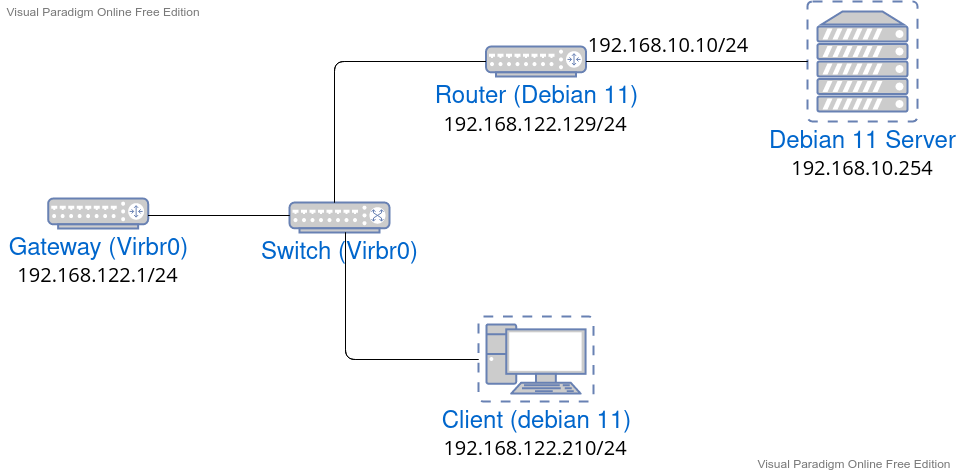 Visual Paradigm Online Free Edition
192.168.10.10/24
Router (Debian 11)
192.168.122.129/24
Debian 11 Server
192.168.10.254
Gateway (Virbr0)
192.168.122.1/24
Switch (Virbr0)
Client (debian 11)
192.168.122.210/24
Visual Paradigm Online Free Edition